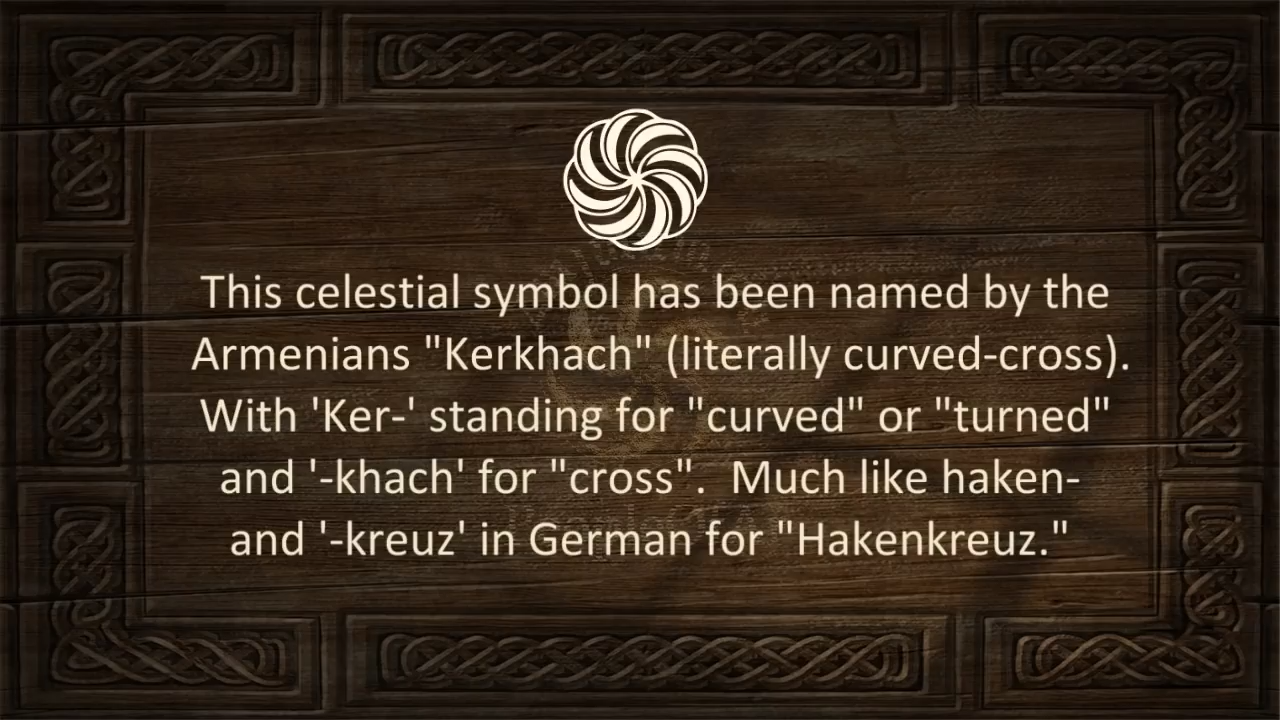 This celestial symbol has been named by the
Armenians "Kerkhach" (literally curved-cross).
With 'Ker-' standing for "curved" or "turned"
and '-khach' for "cross".  Much like haken-
and '-kreuz' in German for "Hakenkreuz."